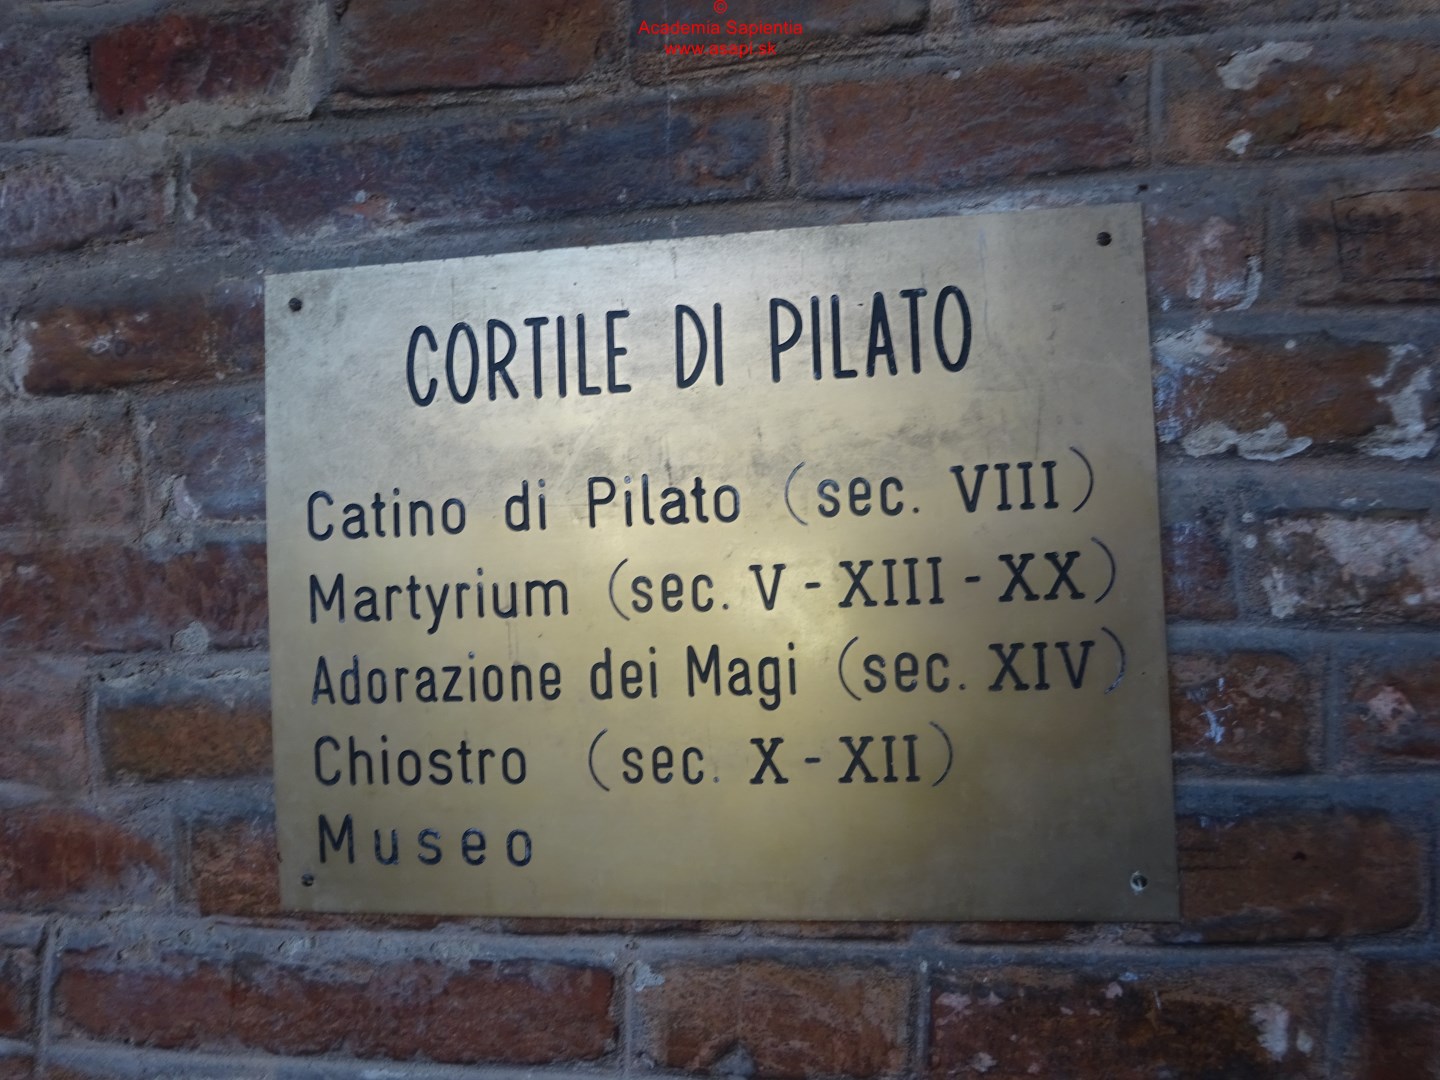 ©
Academia Sapientia
www.asapi.sk
CORTILE DI PILATO
Catino di Pilato (sec. VIII)
Martyrium (sec. V - XIII - XX)
Adorazione dei Magi (sec. XIV)
Chiostro (sec. X - XII)
Museo